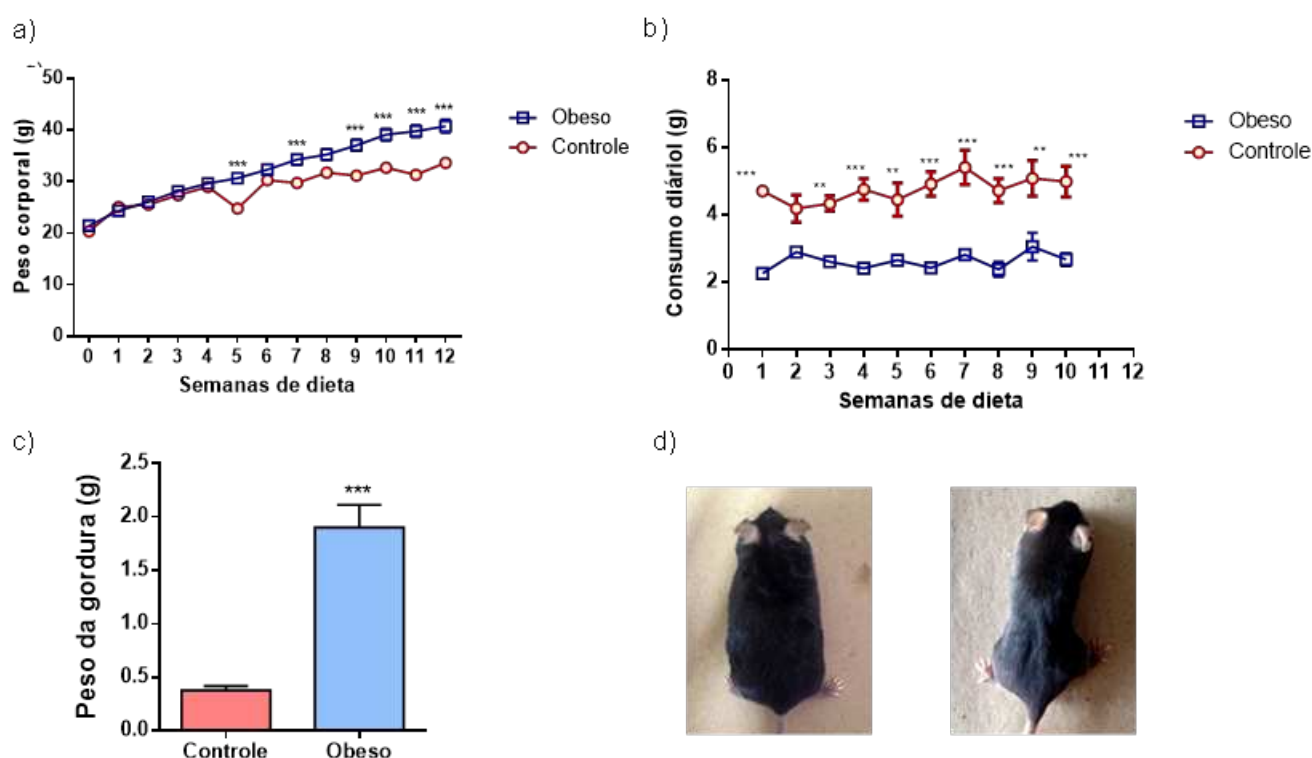 a)
50
40
30
20
10
0
Peso corporal (g)
*** *** *** *** *** ***
0 1 2 3 4 5 6 7 8 9 10 11 12
Semanas de dieta
Obeso
Controle
b)
8
6
4
2
0
Consumo diáriol (g)
*** ** *** ** *** *** *** ** ***
0 1 2 3 4 5 6 7 8 9 10 11 12
Semanas de dieta
Obeso
Controle
c)
2.5
2.0
1.5
1.0
0.5
0.0
Peso da gordura (g)
***
Controle Obeso
d)